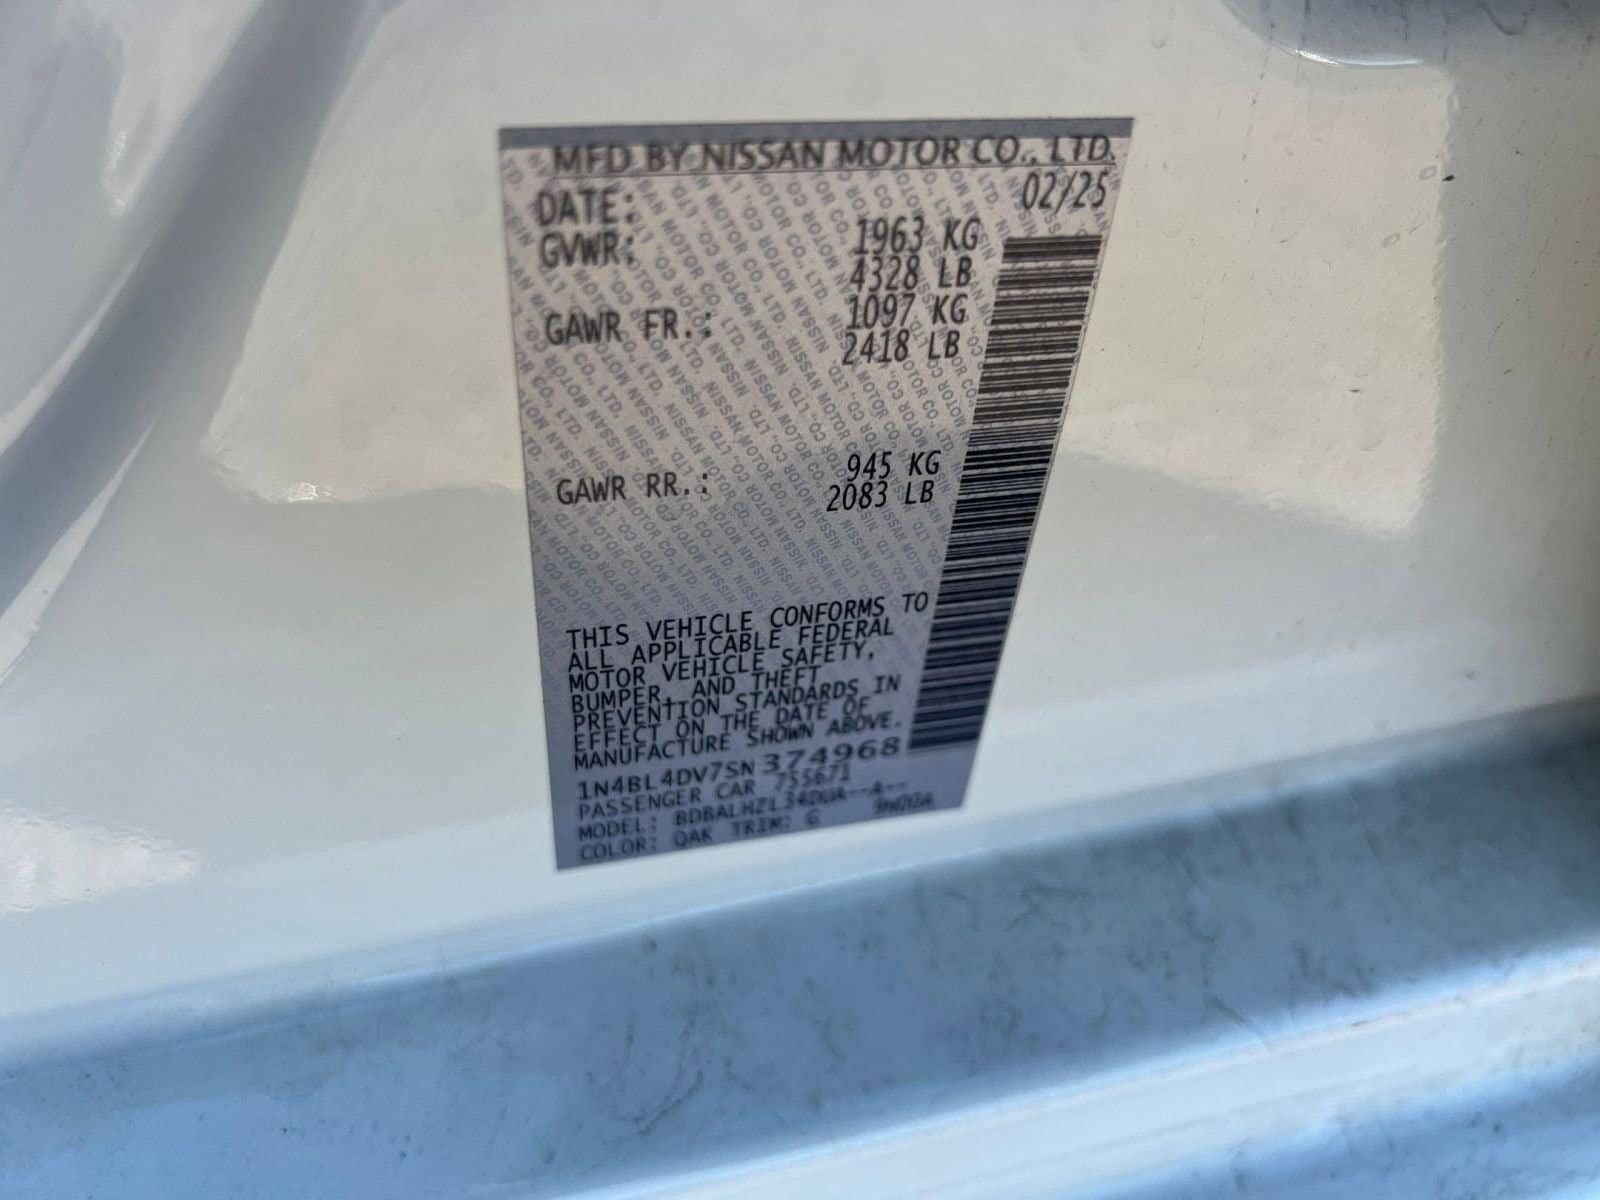 MFD BY NISSAN MOTOR CO., LTD.
DATE: 02/25
GVWR: 1963 KG
4328 LB
GAWR FR.: 1097 KG
2418 LB
GAWR RR.: 945 KG
2083 LB
THIS VEHICLE CONFORMS TO
ALL APPLICABLE FEDERAL
MOTOR VEHICLE SAFETY,
BUMPER, AND THEFT
PREVENTION STANDARDS IN
EFFECT ON THE DATE OF
MANUFACTURE SHOWN ABOVE.
1N4BL4DV7SN374968
PASSENGER CAR 755671
MODEL: BDBALHZL34DUA--A--
COLOR: QAK TRIM: G